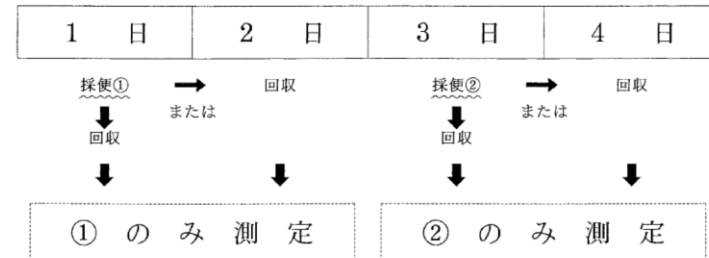 1 日 2 日 3 日 4 日
採便① 回収 採便② 回収
または または
回収 回収
①のみ測定 ②のみ測定